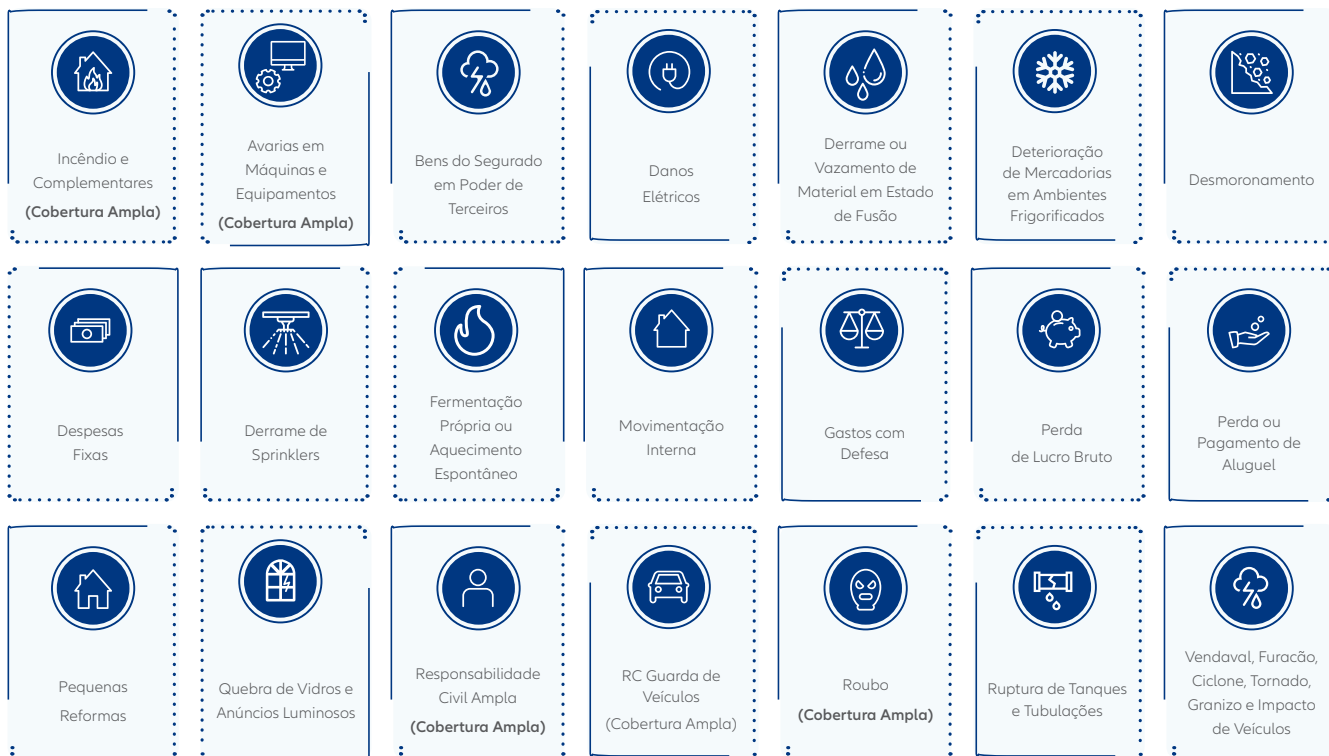 Incêndio e
Complementares
(Cobertura Ampla)
Avarias em
Máquinas e
Equipamentos
(Cobertura Ampla)
Bens do Segurado
em Poder de
Terceiros
Danos
Elétricos
Derrame ou
Vazamento de
Material em Estado
de Fusão
Deterioração
de Mercadorias
em Ambientes
Frigorificados
Desmoronamento
Despesas
Fixas
Derrame de
Sprinklers
Fermentação
Própria ou
Aquecimento
Espontâneo
Movimentação
Interna
Gastos com
Defesa
Perda
de Lucro Bruto
Perda ou
Pagamento de
Aluguel
Pequenas
Reformas
Quebra de Vidros e
Anúncios Luminosos
Responsabilidade
Civil Ampla
(Cobertura Ampla)
RC Guarda de
Veículos
(Cobertura Ampla)
Roubo
(Cobertura Ampla)
Ruptura de Tanques
e Tubulações
Vendaval, Furacão,
Ciclone, Tornado,
Granizo e Impacto
de Veículos